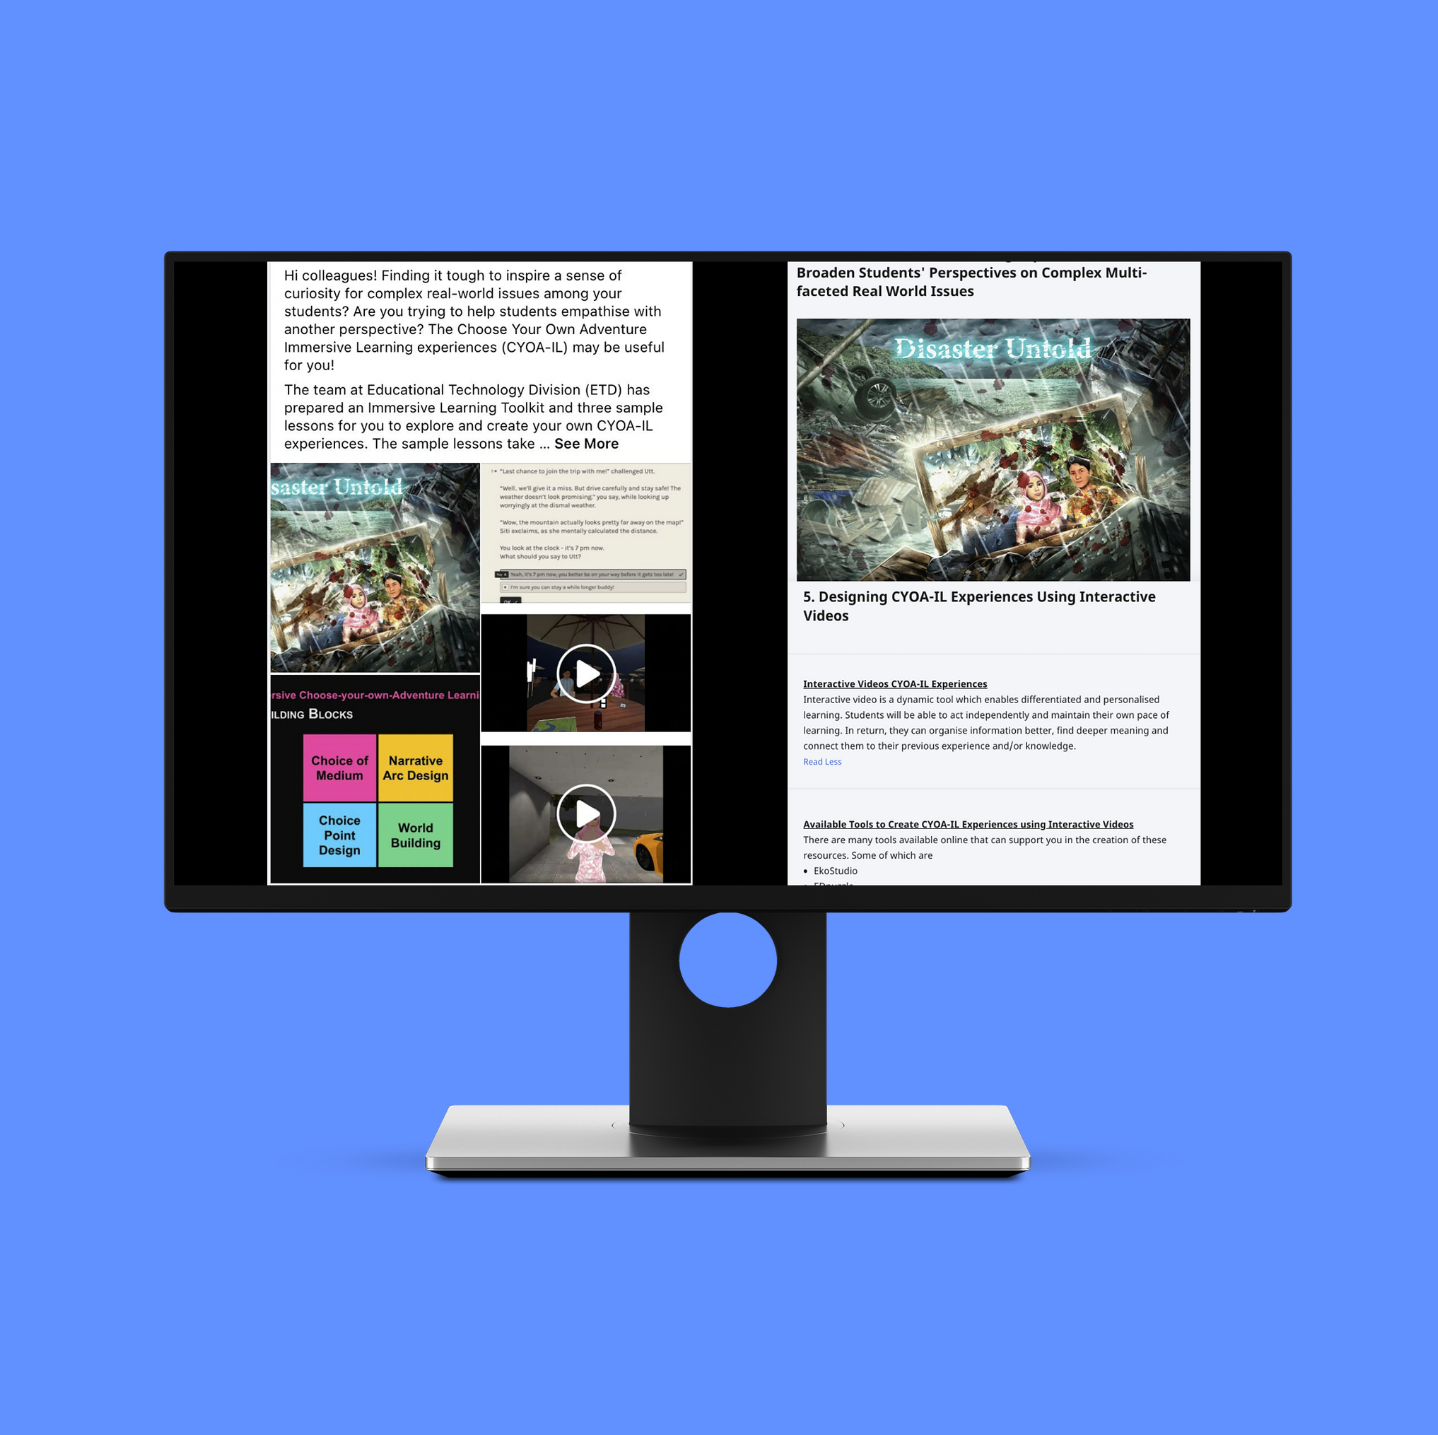 Hi colleagues! Finding it tough to inspire a sense of
curiosity for complex real-world issues among your
students? Are you trying to help students empathise with
another perspective? The Choose Your Own Adventure
Immersive Learning experiences (CYOA-IL) may be useful
for you!
The team at Educational Technology Division (ETD) has
prepared an Immersive Learning Toolkit and three sample
lessons for you to explore and create your own CYOA-IL
experiences. The sample lessons take ... See More
saster Untold
"Last chance to join the trip with me!" challenged Utt.
"Well, we'll give it a miss. But drive carefully and stay safe! The
weather doesn't look promising," you say, while looking up
worryingly at the dismal weather.
"Wow, the mountain actually looks pretty far away on the map!"
Siti exclaims, as she mentally calculated the distance.
You look at the clock - it's 7 pm now.
What should you say to Utt?
Yeah, it's 7 pm now, you better be on your way before it gets too late!
I'm sure you can stay a while longer buddy!
OK
rsive Choose-your-own-Adventure Learni
ILDING BLOCKS
Choice of
Medium
Narrative
Arc Design
Choice
Point
Design
World
Building
Broaden Students' Perspectives on Complex Multi-
faceted Real World Issues
Disaster Untold
5. Designing CYOA-IL Experiences Using Interactive
Videos
Interactive Videos CYOA-IL Experiences
Interactive video is a dynamic tool which enables differentiated and personalised
learning. Students will be able to act independently and maintain their own pace of
learning. In return, they can organise information better, find deeper meaning and
connect them to their previous experience and/or knowledge.
Read Less
Available Tools to Create CYOA-IL Experiences using Interactive Videos
There are many tools available online that can support you in the creation of these
resources. Some of which are
• EkoStudio